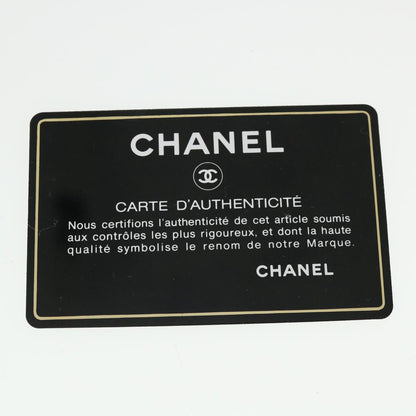 CHANEL
CARTE D'AUTHENTICITÉ
Nous certifions l'authenticité de cet article soumis
aux contrôles les plus rigoureux, et dont la haute
qualité symbolise le renom de notre Marque.
CHANEL